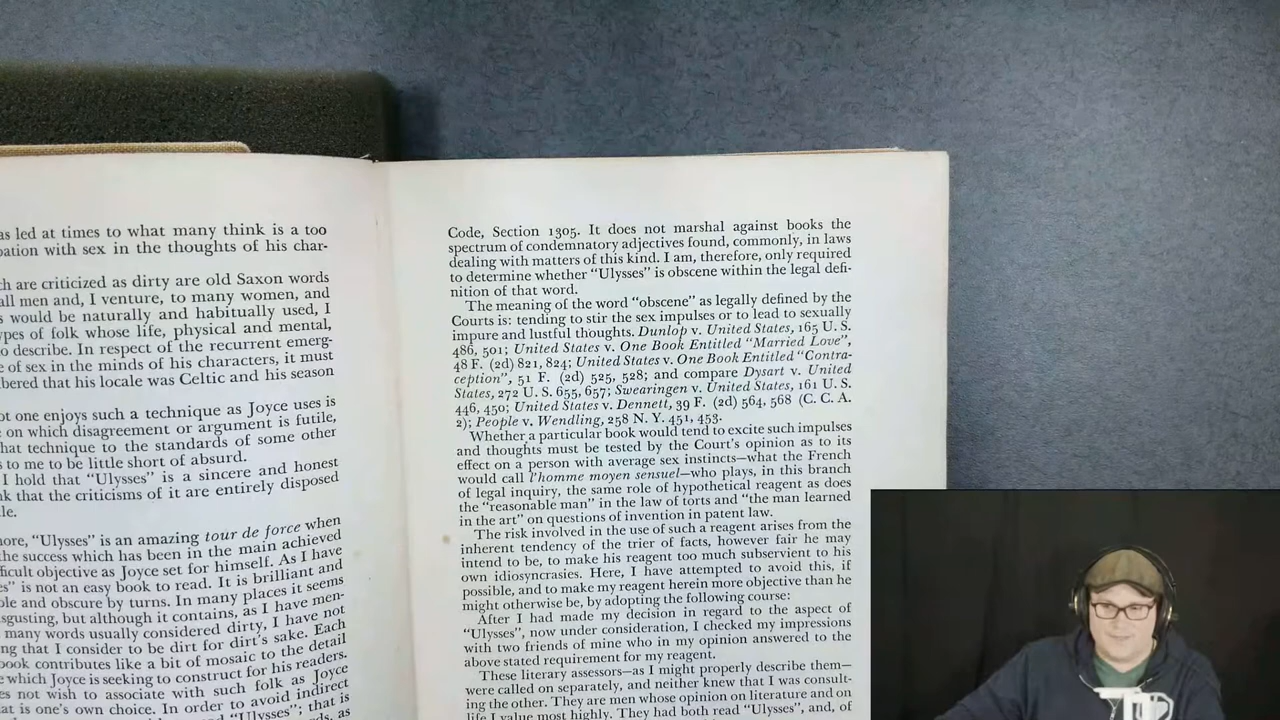 as led at times to what many think is a too
pation with sex in the thoughts of his char-
ch are criticized as dirty are old Saxon words
all men and, I venture, to many women, and
s would be naturally and habitually used, I
ypes of folk whose life, physical and mental,
o describe. In respect of the recurrent emerg-
e of sex in the minds of his characters, it must
bered that his locale was Celtic and his season
ot one enjoys such a technique as Joyce uses is
e on which disagreement or argument is futile,
hat technique to the standards of some other
s to me to be little short of absurd.
I hold that "Ulysses" is a sincere and honest
nk that the criticisms of it are entirely disposed
le.
nore, "Ulysses" is an amazing tour de force when
the success which has been in the main achieved
fficult objective as Joyce set for himself. As I have
es" is not an easy book to read. It is brilliant and
ble and obscure by turns. In many places it seems
sgusting, but although it contains, as I have men-
many words usually considered dirty, I have not
ng that I consider to be dirt for dirt's sake. Each
book contributes like a bit of mosaic to the detail
e which Joyce is seeking to construct for his readers.
es not wish to associate with such folk as Joyce
at is one's own choice. In order to avoid indirect
"Ulysses"; that is
as
Code, Section 1305. It does not marshal against books the
spectrum of condemnatory adjectives found, commonly, in laws
dealing with matters of this kind. I am, therefore, only required
to determine whether "Ulysses" is obscene within the legal defi-
nition of that word.
The meaning of the word "obscene" as legally defined by the
Courts is: tending to stir the sex impulses or to lead to sexually
impure and lustful thoughts. Dunlop v. United States, 165 U. S.
486, 501; United States v. One Book Entitled "Married Love",
48 F. (2d) 821, 824; United States v. One Book Entitled "Contra-
ception", 51 F. (2d) 525, 528; and compare Dysart v. United
States, 272 U. S. 655, 657; Swearingen v. United States, 161 U. S.
446, 450; United States v. Dennett, 39 F. (2d) 564, 568 (C. C. A.
2); People v. Wendling, 258 N. Y. 451, 453.
Whether a particular book would tend to excite such impulses
and thoughts must be tested by the Court's opinion as to its
effect on a person with average sex instincts—what the French
would call l'homme moyen sensuel—who plays, in this branch
of legal inquiry, the same role of hypothetical reagent as does
the "reasonable man" in the law of torts and "the man learned
in the art" on questions of invention in patent law.
The risk involved in the use of such a reagent arises from the
inherent tendency of the trier of facts, however fair he may
intend to be, to make his reagent too much subservient to his
own idiosyncrasies. Here, I have attempted to avoid this, if
possible, and to make my reagent herein more objective than he
might otherwise be, by adopting the following course:
After I had made my decision in regard to the aspect of
"Ulysses", now under consideration, I checked my impressions
with two friends of mine who in my opinion answered to the
above stated requirement for my reagent.
These literary assessors—as I might properly describe them—
were called on separately, and neither knew that I was consult-
ing the other. They are men whose opinion on literature and on
life I value most highly. They had both read "Ulysses", and, of